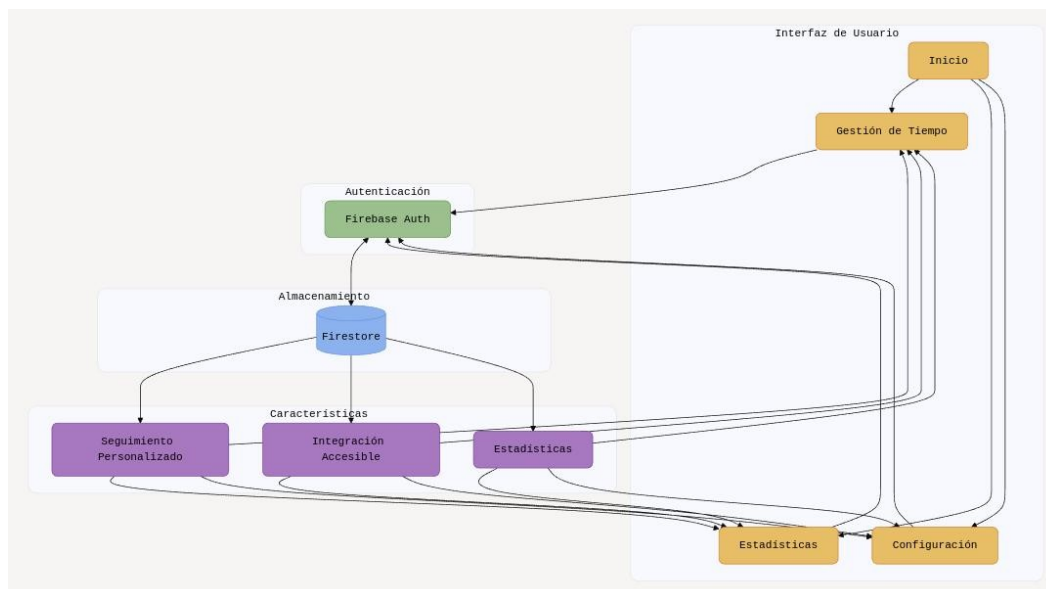 Interfaz de Usuario
Inicio
Gestión de Tiempo
Autenticación
Firebase Auth
Almacenamiento
Firestore
Características
Seguimiento
Personalizado
Integración
Accesible
Estadísticas
Estadísticas
Configuración